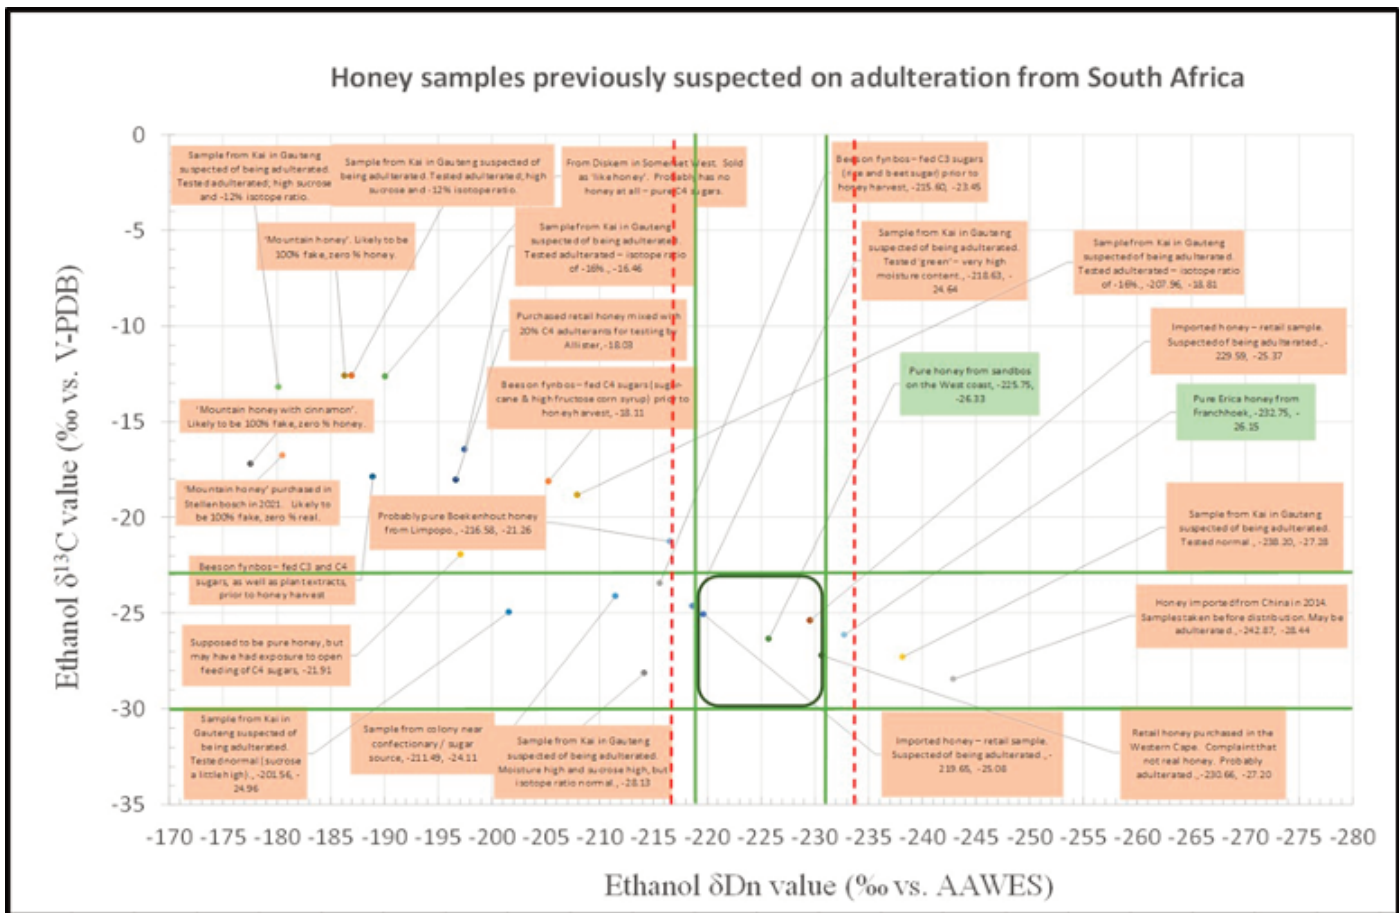 Honey samples previously suspected on adulteration from South Africa
Ethanol δ¹³C value (‰ vs. V-PDB)
0
-5
-10
-15
-20
-25
-30
-35
Sample from Kai in Gauteng
suspected of being adulterated.
Tested adulterated; high sucrose
and -12% isotope ratio.
Sample from Kai in Gauteng suspected of
being adulterated. Tested adulterated; high
sucrose and -12% isotope ratio.
From Diskem in Somerset West. Sold
as 'like honey'. Probably has no
honey at all – pure C4 sugars.
Bees on fynbos – fed C3 sugars
(rice and beet sugar) prior to
honey harvest, -215.60, -23.45
'Mountain honey'. Likely to be
100% fake, zero % honey.
Sample from Kai in Gauteng
suspected of being adulterated.
Tested adulterated – isotope ratio
of -16%., -16.46
Sample from Kai in Gauteng
suspected of being adulterated.
Tested 'green' – very high
moisture content., -218.63, -
24.64
Sample from Kai in Gauteng
suspected of being adulterated.
Tested adulterated – isotope ratio
of -16%., -207.96, -18.81
Purchased retail honey mixed with
20% C4 adulterants for testing by
Allister, -18.03
Imported honey – retail sample.
Suspected of being adulterated., -
229.59, -25.37
Bees on fynbos – fed C4 sugars (sugar-
cane & high fructose corn syrup) prior to
honey harvest, -18.11
Pure honey from sandbos
on the West coast, -225.75,
-26.33
Pure Erica honey from
Franchhoek, -232.75, -
26.15
'Mountain honey with cinnamon'.
Likely to be 100% fake, zero % honey.
'Mountain honey' purchased in
Stellenbosch in 2021. Likely to
be 100% fake, zero % real.
Probably pure Boekenhout honey
from Limpopo., -216.58, -21.26
Sample from Kai in Gauteng
suspected of being adulterated.
Tested normal., -238.20, -27.28
Bees on fynbos – fed C3 and C4
sugars, as well as plant extracts,
prior to honey harvest
Honey imported from China in 2014.
Samples taken before distribution. May be
adulterated., -242.87, -28.44
Supposed to be pure honey, but
may have had exposure to open
feeding of C4 sugars, -21.91
Sample from Kai in
Gauteng suspected of
being adulterated.
Tested normal (sucrose
a little high)., -201.56, -
24.96
Sample from colony near
confectionary / sugar
source, -211.49, -24.11
Sample from Kai in Gauteng
suspected of being adulterated.
Moisture high and sucrose high, but
isotope ratio normal., -28.13
Imported honey – retail sample.
Suspected of being adulterated., -
219.65, -25.08
Retail honey purchased in the
Western Cape. Complaint that
not real honey. Probably
adulterated., -230.66, -27.20
-170 -175 -180 -185 -190 -195 -200 -205 -210 -215 -220 -225 -230 -235 -240 -245 -250 -255 -260 -265 -270 -275 -280
Ethanol δDn value (‰ vs. AAWES)